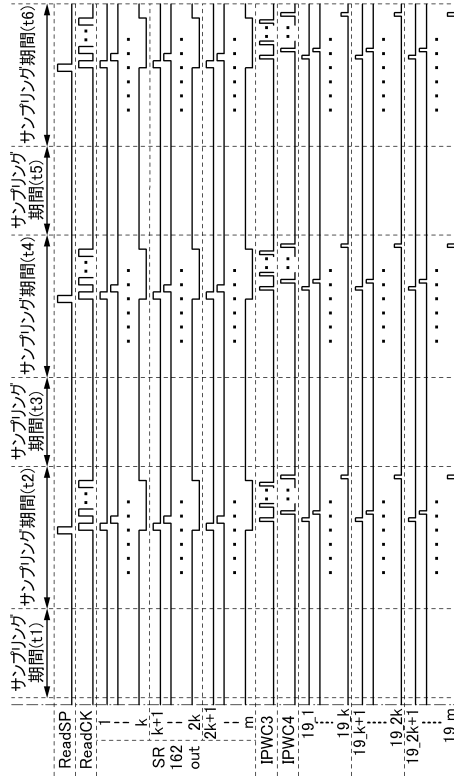 サンプリング
期間(t1)
サンプリング期間(t2)
サンプリング
期間(t3)
サンプリング期間(t4)
サンプリング
期間(t5)
サンプリング期間(t6)
ReadSP
ReadCK
SR
162
out
1
k
k+1
2k
2k+1
m
IPWC3
IPWC4
19_1
19_k
19_k+1
19_2k
19_2k+1
19_m